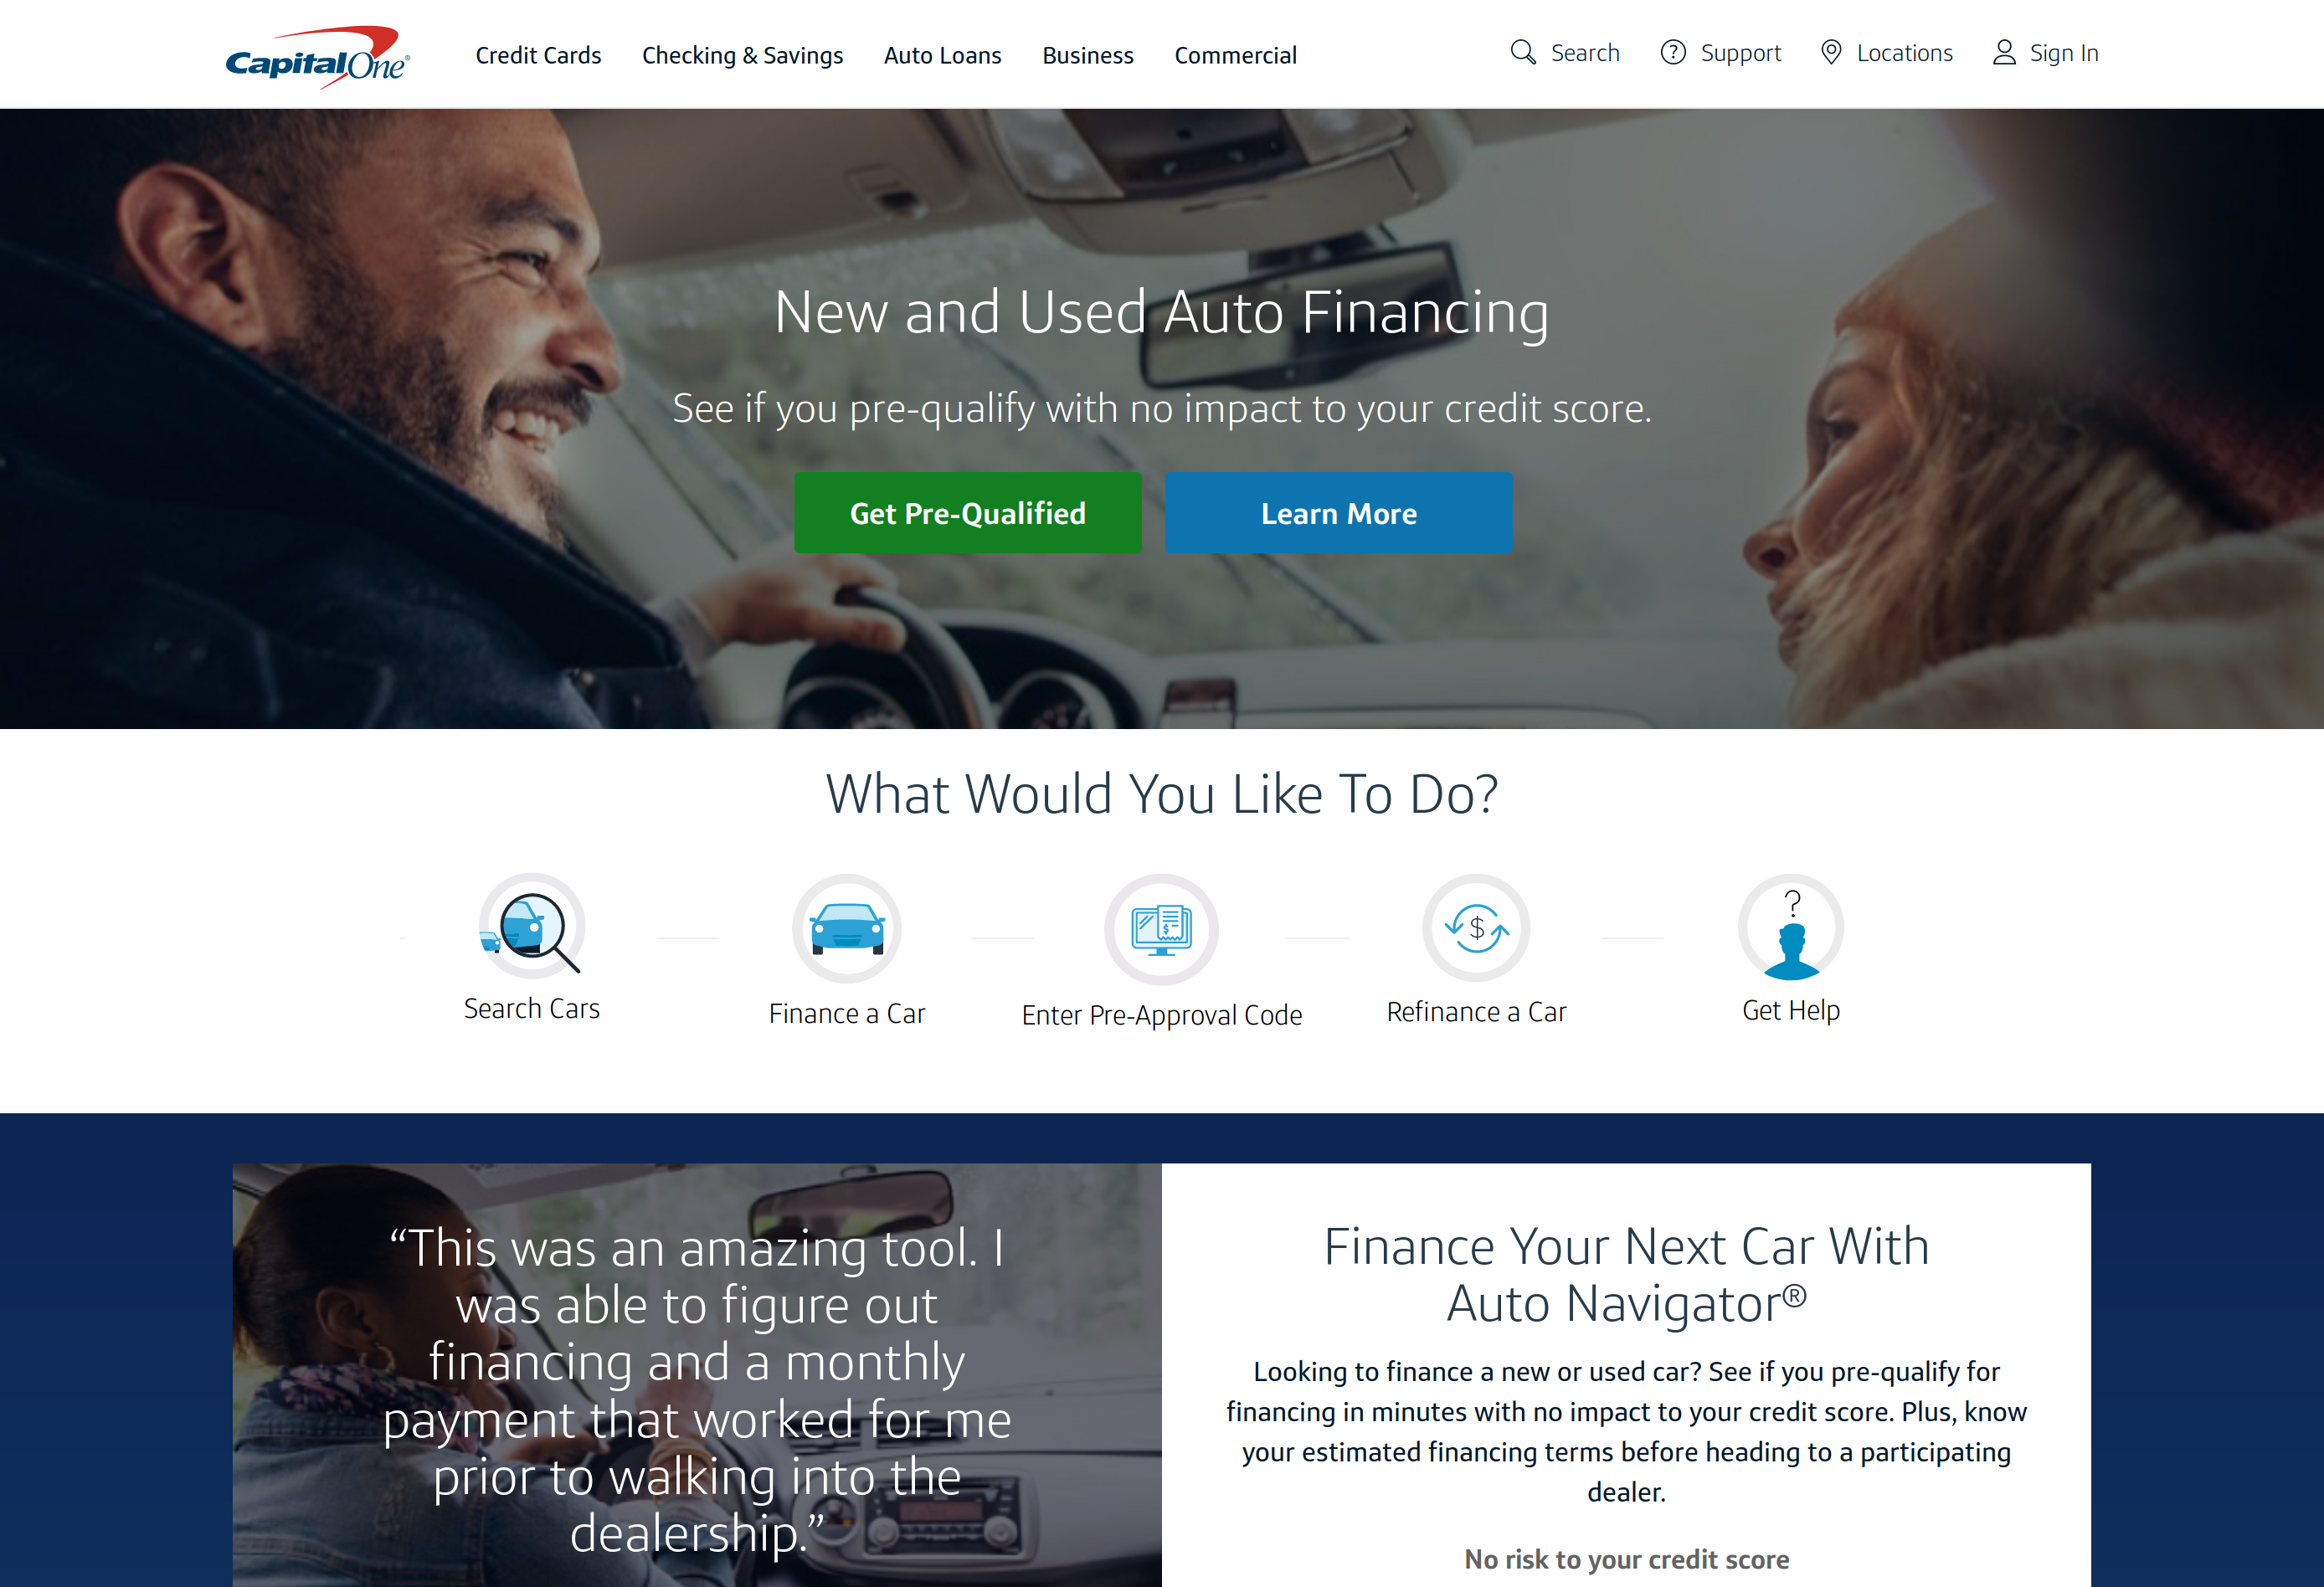 CapitalOne®
Credit Cards
Checking & Savings
Auto Loans
Business
Commercial
Search
Support
Locations
Sign In
New and Used Auto Financing
See if you pre-qualify with no impact to your credit score.
Get Pre-Qualified
Learn More
What Would You Like To Do?
Search Cars
Finance a Car
Enter Pre-Approval Code
Refinance a Car
Get Help
“This was an amazing tool. I
was able to figure out
financing and a monthly
payment that worked for me
prior to walking into the
dealership.”
Finance Your Next Car With
Auto Navigator®
Looking to finance a new or used car? See if you pre-qualify for
financing in minutes with no impact to your credit score. Plus, know
your estimated financing terms before heading to a participating
dealer.
No risk to your credit score